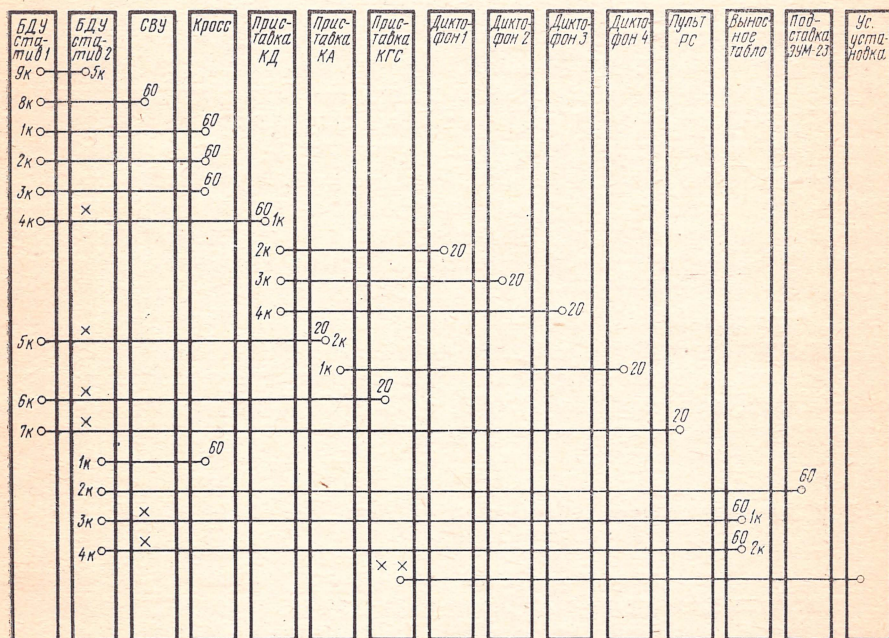 БДУ
ста-
тив 1
БДУ
ста-
тив 2
СВУ
Кросс
Прис-
тавка
КД
Прис-
тавка
КА
Прис-
тавка
КГС
Дикто-
фон 1
Дикто-
фон 2
Дикто-
фон 3
Дикто-
фон 4
Пульт
РС
Вынос-
ное
табло
Под-
ставка
ЭУМ-23
Ус.
уста-
новка
9к 5к
8к 60
1к 60
2к 60
3к 60
4к × 60 1к
2к 20
3к 20
4к 20
5к × 20 2к
1к 20
6к × 20
7к × 20
1к 60
2к 60
3к × 60 1к
4к × 60 2к
× ×